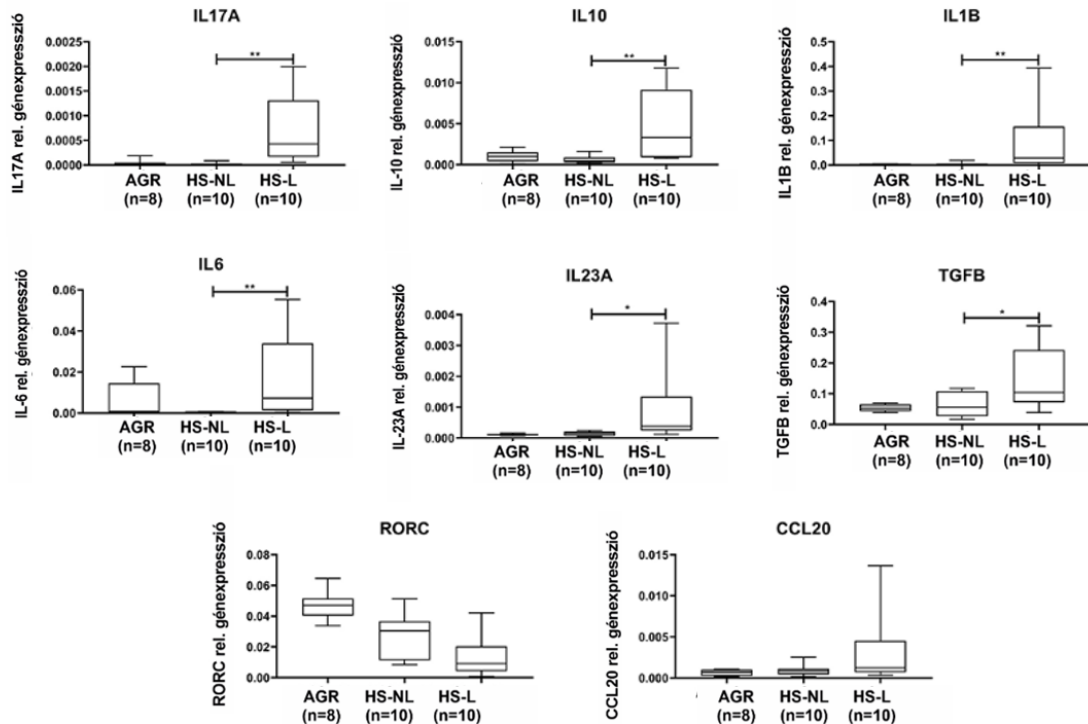 IL17A
IL17A rel. génexpresszió
0.0025
0.0020
0.0015
0.0010
0.0005
0.0000
**
AGR
(n=8)
HS-NL
(n=10)
HS-L
(n=10)
IL10
IL-10 rel. génexpresszió
0.015
0.010
0.005
0.000
**
AGR
(n=8)
HS-NL
(n=10)
HS-L
(n=10)
IL1B
IL1B rel. génexpresszió
0.5
0.4
0.3
0.2
0.1
0.0
**
AGR
(n=8)
HS-NL
(n=10)
HS-L
(n=10)
IL6
IL-6 rel. génexpresszió
0.06
0.04
0.02
0.00
**
AGR
(n=8)
HS-NL
(n=10)
HS-L
(n=10)
IL23A
IL-23A rel. génexpresszió
0.004
0.003
0.002
0.001
0.000
*
AGR
(n=8)
HS-NL
(n=10)
HS-L
(n=10)
TGFB
TGFB rel. génexpresszió
0.4
0.3
0.2
0.1
0.0
*
AGR
(n=8)
HS-NL
(n=10)
HS-L
(n=10)
RORC
RORC rel. génexpresszió
0.08
0.06
0.04
0.02
0.00
AGR
(n=8)
HS-NL
(n=10)
HS-L
(n=10)
CCL20
CCL20 rel. génexpresszió
0.015
0.010
0.005
0.000
AGR
(n=8)
HS-NL
(n=10)
HS-L
(n=10)